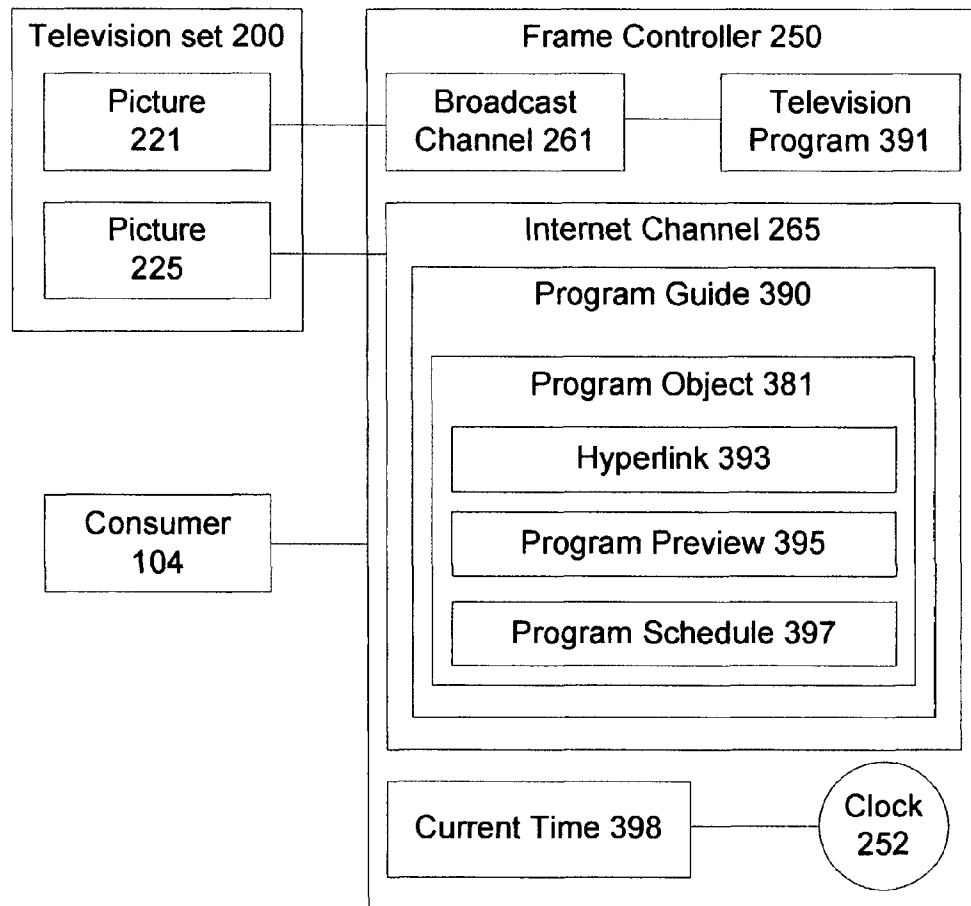 Television set 200
Picture
221
Picture
225
Consumer
104
Frame Controller 250
Broadcast
Channel 261
Television
Program 391
Internet Channel 265
Program Guide 390
Program Object 381
Hyperlink 393
Program Preview 395
Program Schedule 397
Current Time 398
Clock
252